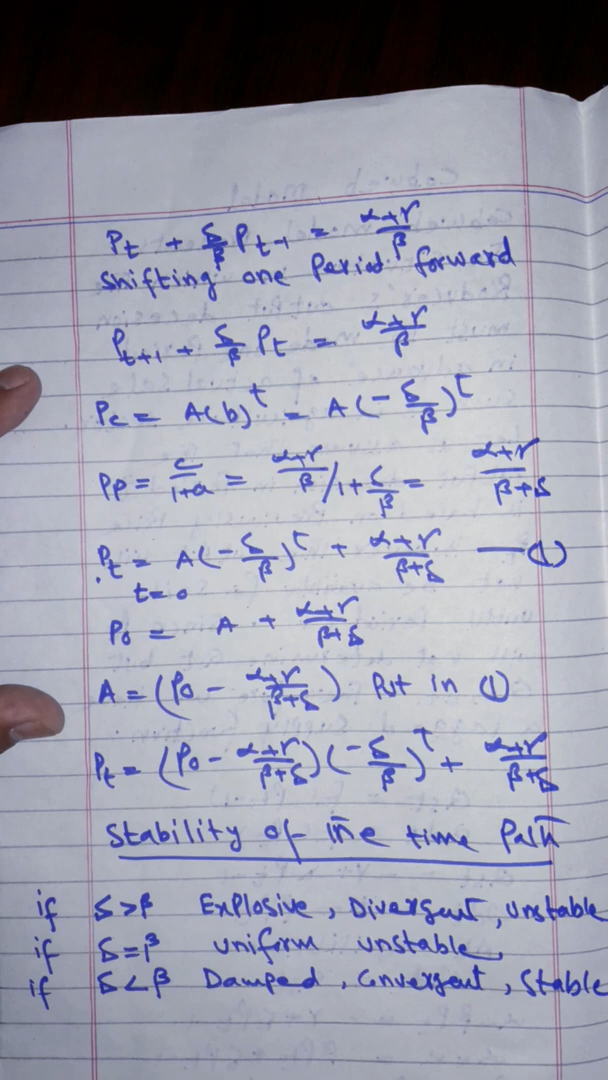 Pt + δ/β Pt-1 = α+γ/β
Shifting one Period forward
Pt+1 + δ/β Pt = α+γ/β
Pc = A(b)^t = A(-δ/β)^t
Pp = c/1+a = α+γ/β / 1+δ/β = α+γ/β+δ
Pt = A(-δ/β)^t + α+γ/β+δ — (1)
t=0
P0 = A + α+γ/β+δ
A = (P0 - α+γ/β+δ) Put in (1)
Pt = (P0 - α+γ/β+δ)(-δ/β)^t + α+γ/β+δ
Stability of the time Path
if δ>β Explosive, Divergent, unstable
if δ=β uniform unstable,
if δ<β Damped, Convergent, Stable